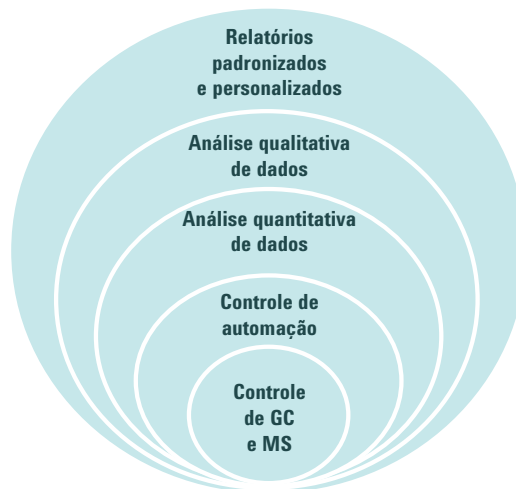 Relatórios
padronizados
e personalizados
Análise qualitativa
de dados
Análise quantitativa
de dados
Controle de
automação
Controle
de GC
e MS